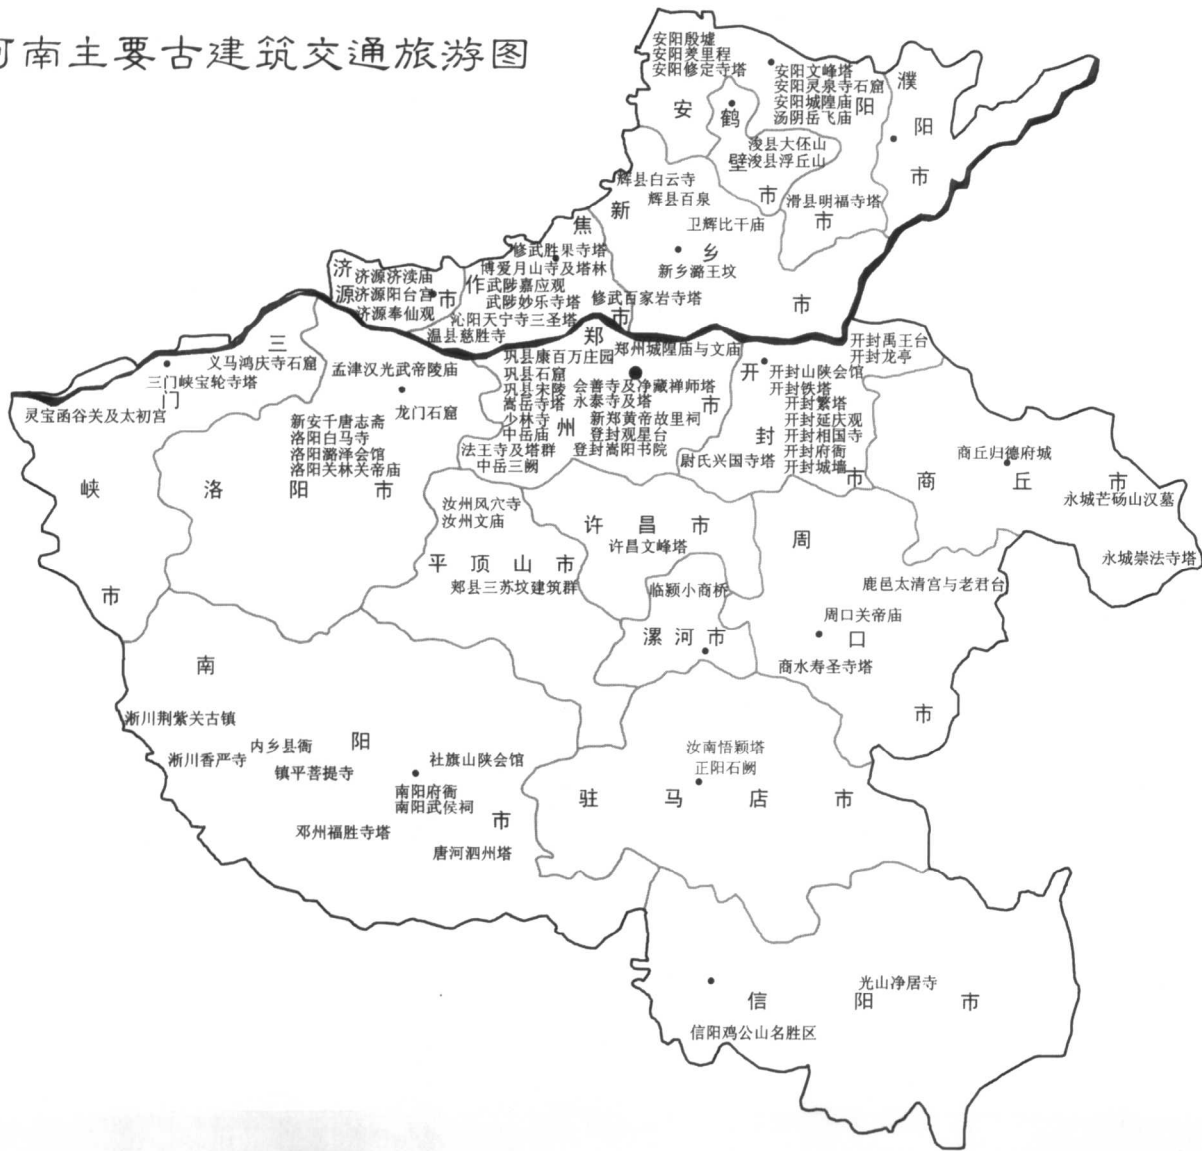 河南主要古建筑交通旅游图
安阳殷墟
安阳羑里程
安阳修定寺塔
安阳文峰塔
安阳灵泉寺石窟
安阳城隍庙
汤阴岳飞庙
安阳市
鹤壁市
濮阳市
浚县大伾山
浚县浮丘山
辉县白云寺
辉县百泉
滑县明福寺塔
卫辉比干庙
新乡潞王坟
新乡市
焦作市
修武胜果寺塔
博爱月山寺及塔林
武陟嘉应观
武陟妙乐寺塔
修武百家岩寺塔
沁阳天宁寺三圣塔
温县慈胜寺
济源市
济源济渎庙
济源阳台宫
济源奉仙观
三门峡市
义马鸿庆寺石窟
三门峡宝轮寺塔
灵宝函谷关及太初宫
孟津汉光武帝陵庙
龙门石窟
新安千唐志斋
洛阳白马寺
洛阳潞泽会馆
洛阳关林关帝庙
洛阳市
郑州市
郑州城隍庙与文庙
巩县康百万庄园
巩县石窟
巩县宋陵
会善寺及净藏禅师塔
嵩岳寺塔
永泰寺及塔
少林寺
新郑黄帝故里祠
中岳庙
登封观星台
法王寺及塔群
登封嵩阳书院
中岳三阙
开封市
开封禹王台
开封龙亭
开封山陕会馆
开封铁塔
开封繁塔
开封延庆观
开封相国寺
开封府衙
开封城墙
尉氏兴国寺塔
商丘市
商丘归德府城
永城芒砀山汉墓
永城崇法寺塔
汝州风穴寺
汝州文庙
平顶山市
郏县三苏坟建筑群
许昌市
许昌文峰塔
临颍小商桥
漯河市
周口市
鹿邑太清宫与老君台
周口关帝庙
商水寿圣寺塔
南阳市
淅川荆紫关古镇
淅川香严寺
内乡县衙
镇平菩提寺
社旗山陕会馆
南阳府衙
南阳武侯祠
邓州福胜寺塔
唐河泗州塔
汝南悟颖塔
正阳石阙
驻马店市
光山净居寺
信阳市
信阳鸡公山名胜区